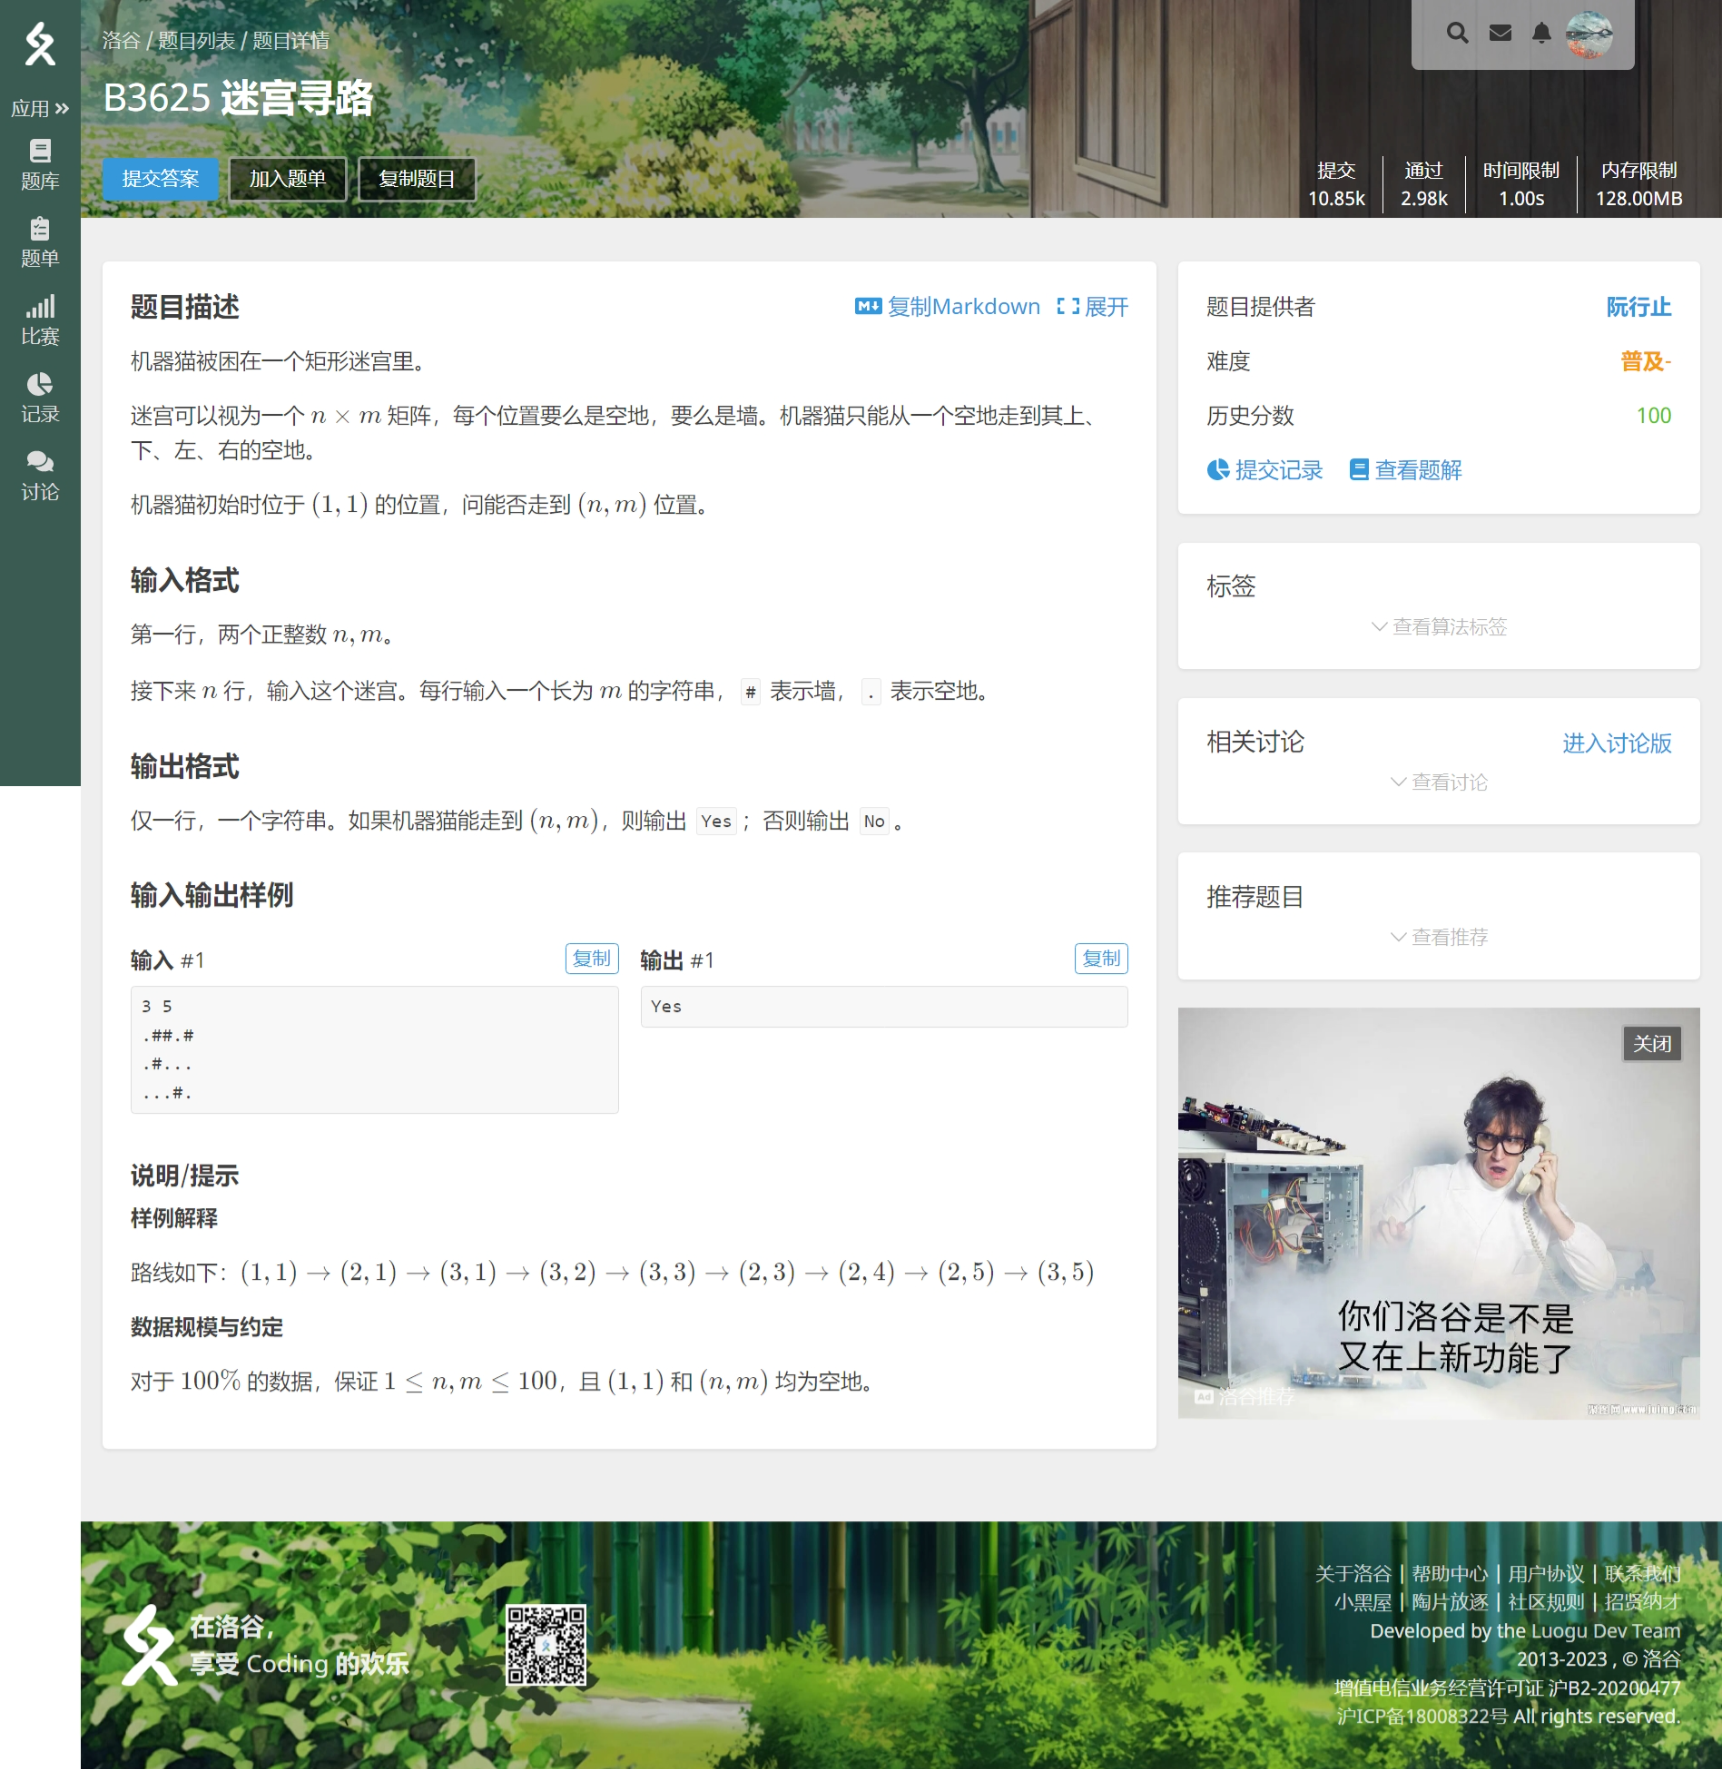 洛谷 / 题目列表 / 题目详情
B3625 迷宫寻路
提交答案
加入题单
复制题目
提交
10.85k
通过
2.98k
时间限制
1.00s
内存限制
128.00MB
应用
题库
题单
比赛
记录
讨论
题目描述
复制Markdown
展开
机器猫被困在一个矩形迷宫里。
迷宫可以视为一个 n × m 矩阵，每个位置要么是空地，要么是墙。机器猫只能从一个空地走到其上、
下、左、右的空地。
机器猫初始时位于 (1, 1) 的位置，问能否走到 (n, m) 位置。
输入格式
第一行，两个正整数 n, m。
接下来 n 行，输入这个迷宫。每行输入一个长为 m 的字符串， # 表示墙， . 表示空地。
输出格式
仅一行，一个字符串。如果机器猫能走到 (n, m)，则输出 Yes ；否则输出 No 。
输入输出样例
输入 #1
复制
3 5
.##.#
.#...
...#.
输出 #1
复制
Yes
说明/提示
样例解释
路线如下：(1, 1) → (2, 1) → (3, 1) → (3, 2) → (3, 3) → (2, 3) → (2, 4) → (2, 5) → (3, 5)
数据规模与约定
对于 100% 的数据，保证 1 ≤ n, m ≤ 100，且 (1, 1) 和 (n, m) 均为空地。
题目提供者
阮行止
难度
普及-
历史分数
100
提交记录
查看题解
标签
查看算法标签
相关讨论
进入讨论版
查看讨论
推荐题目
查看推荐
关闭
你们洛谷是不是
又在上新功能了
Ad 洛谷推荐
在洛谷，
享受 Coding 的欢乐
关于洛谷 | 帮助中心 | 用户协议 | 联系我们
小黑屋 | 陶片放逐 | 社区规则 | 招贤纳才
Developed by the Luogu Dev Team
2013-2023 , © 洛谷
增值电信业务经营许可证 沪B2-20200477
沪ICP备18008322号 All rights reserved.